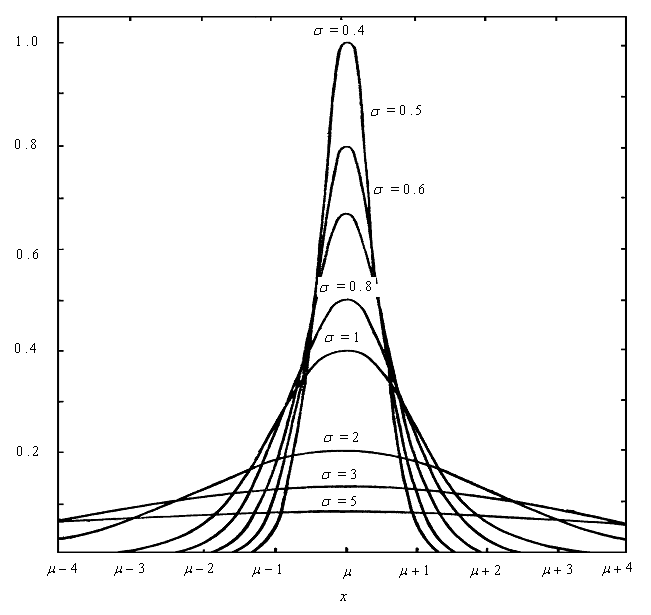 σ = 0.4
1.0
σ = 0.5
0.8
σ = 0.6
0.6
σ = 0.8
σ = 1
0.4
σ = 2
0.2
σ = 3
σ = 5
μ − 4 μ − 3 μ − 2 μ − 1 μ μ + 1 μ + 2 μ + 3 μ + 4
x